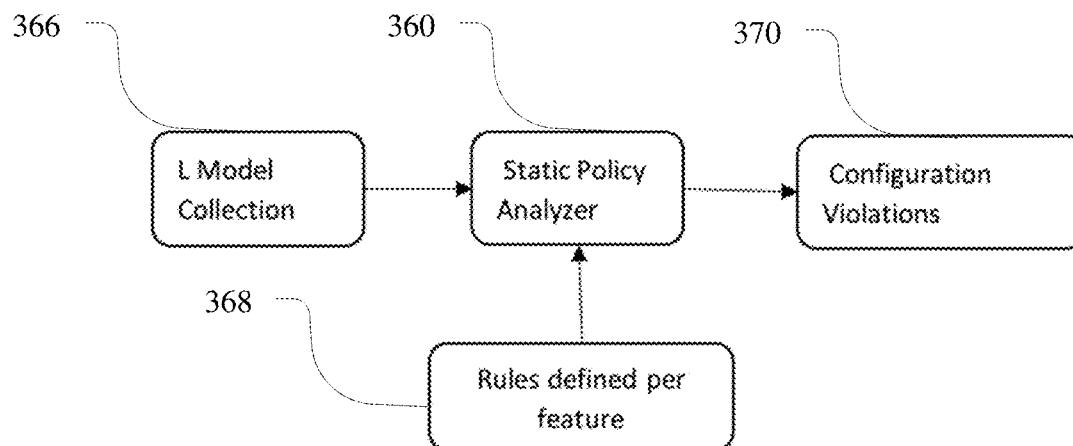 366
360
370
L Model
Collection
Static Policy
Analyzer
Configuration
Violations
368
Rules defined per
feature